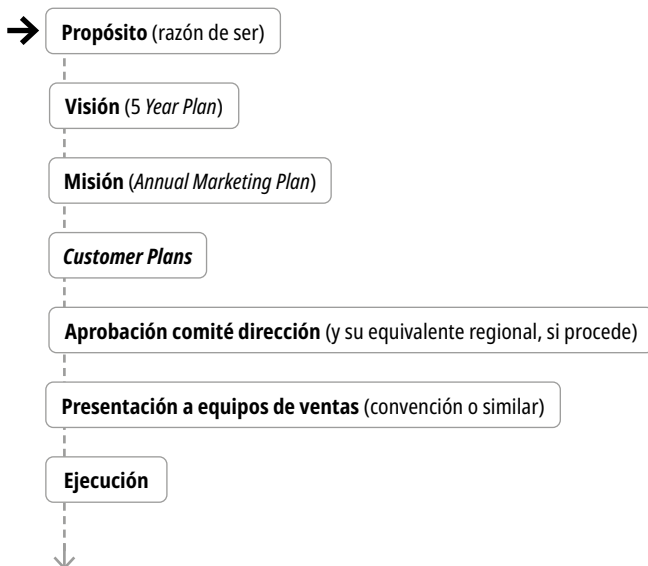 Propósito (razón de ser)
Visión (5 Year Plan)
Misión (Annual Marketing Plan)
Customer Plans
Aprobación comité dirección (y su equivalente regional, si procede)
Presentación a equipos de ventas (convención o similar)
Ejecución